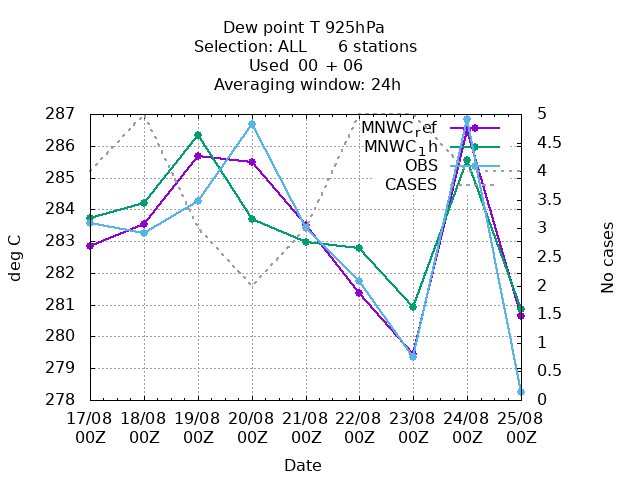 Dew point T 925hPa
Selection: ALL      6 stations
Used  00  + 06
Averaging window: 24h
287
286
285
284
283
282
281
280
279
278
deg C
5
4.5
4
3.5
3
2.5
2
1.5
1
0.5
0
No cases
MNWC_ref
MNWC_1h
OBS
CASES
17/08 18/08 19/08 20/08 21/08 22/08 23/08 24/08 25/08
00Z 00Z 00Z 00Z 00Z 00Z 00Z 00Z 00Z
Date